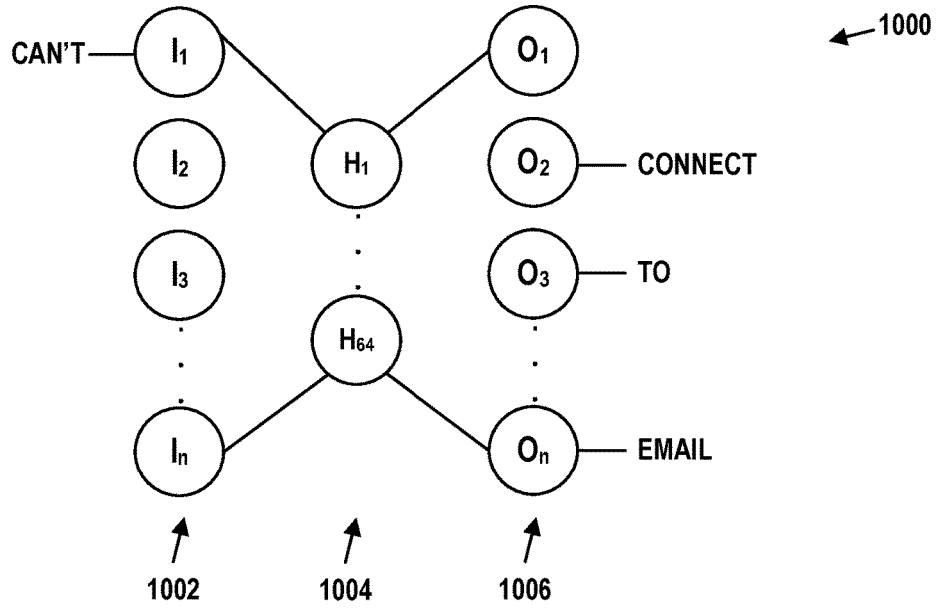 1000
CAN'T I₁ O₁
I₂ H₁ O₂ CONNECT
I₃ O₃ TO
H₆₄
Iₙ Oₙ EMAIL
1002 1004 1006